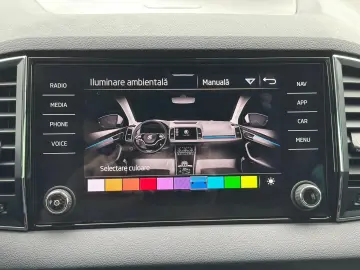 Iluminare ambientală
Manuală
RADIO
MEDIA
PHONE
VOICE
NAV
APP
CAR
MENU
Selectare culoare